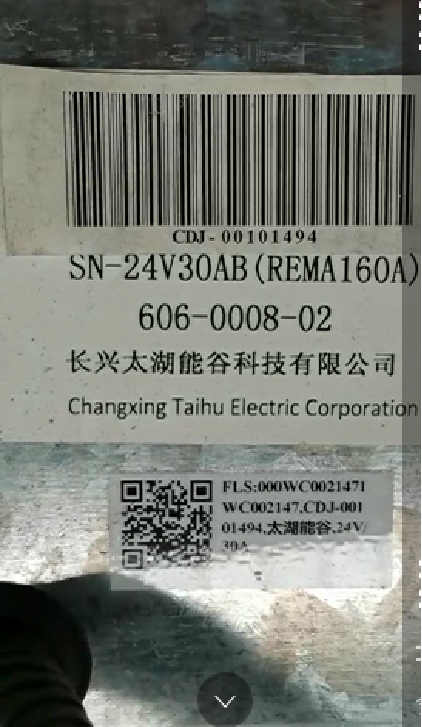 CDJ-00101494
SN-24V30AB(REMA160A)
606-0008-02
长兴太湖能谷科技有限公司
Changxing Taihu Electric Corporation
FLS:000WC0021471
WC002147,CDJ-001
01494,太湖能谷,24V/
30A